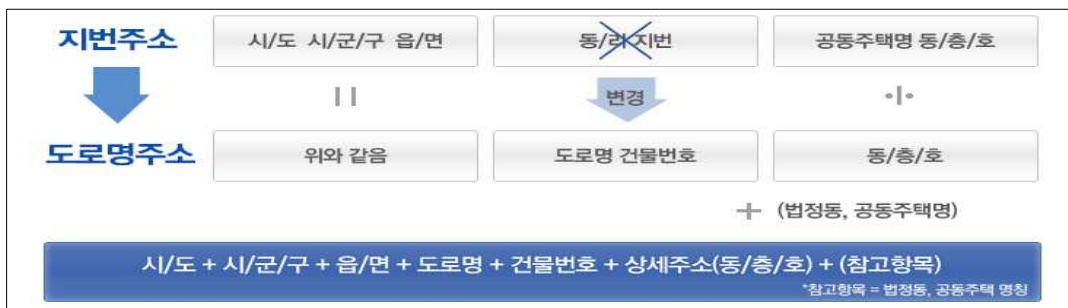 지번주소 시/도 시/군/구 읍/면 동/리 지번 공동주택명 동/층/호
변경
도로명주소 위와 같음 도로명 건물번호 동/층/호
+ (법정동, 공동주택명)
시/도 + 시/군/구 + 읍/면 + 도로명 + 건물번호 + 상세주소(동/층/호) + (참고항목)
*참고항목 = 법정동, 공동주택 명칭